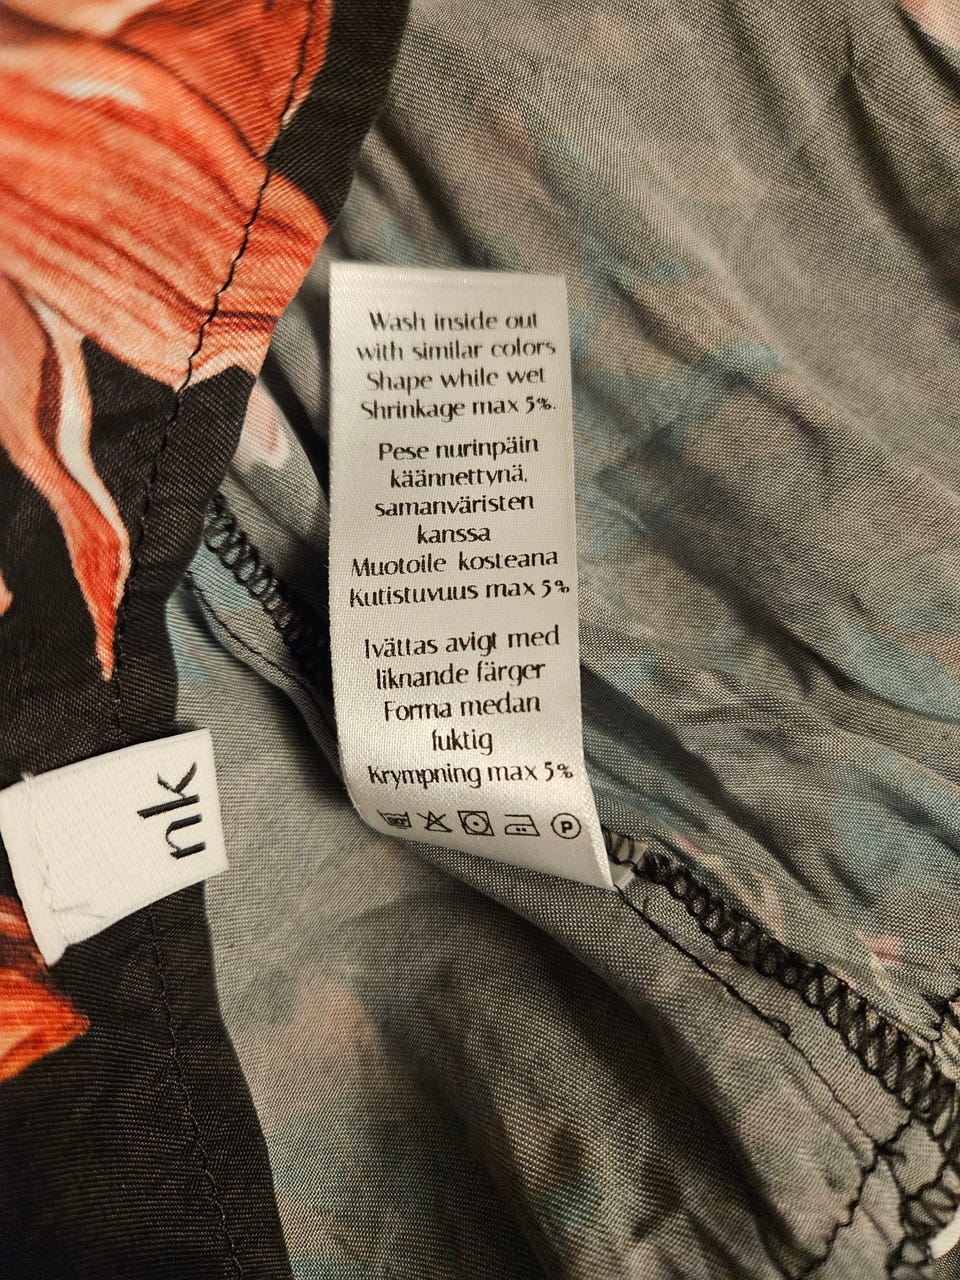 Wash inside out
with similar colors
Shape while wet
Shrinkage max 5%.
Pese nurinpäin
käännettynä,
samanväristen
kanssa
Muotoile kosteana
Kutistuvuus max 5%
Ivättas avigt med
liknande färger
Forma medan
fuktig
Krympning max 5%
P
nk